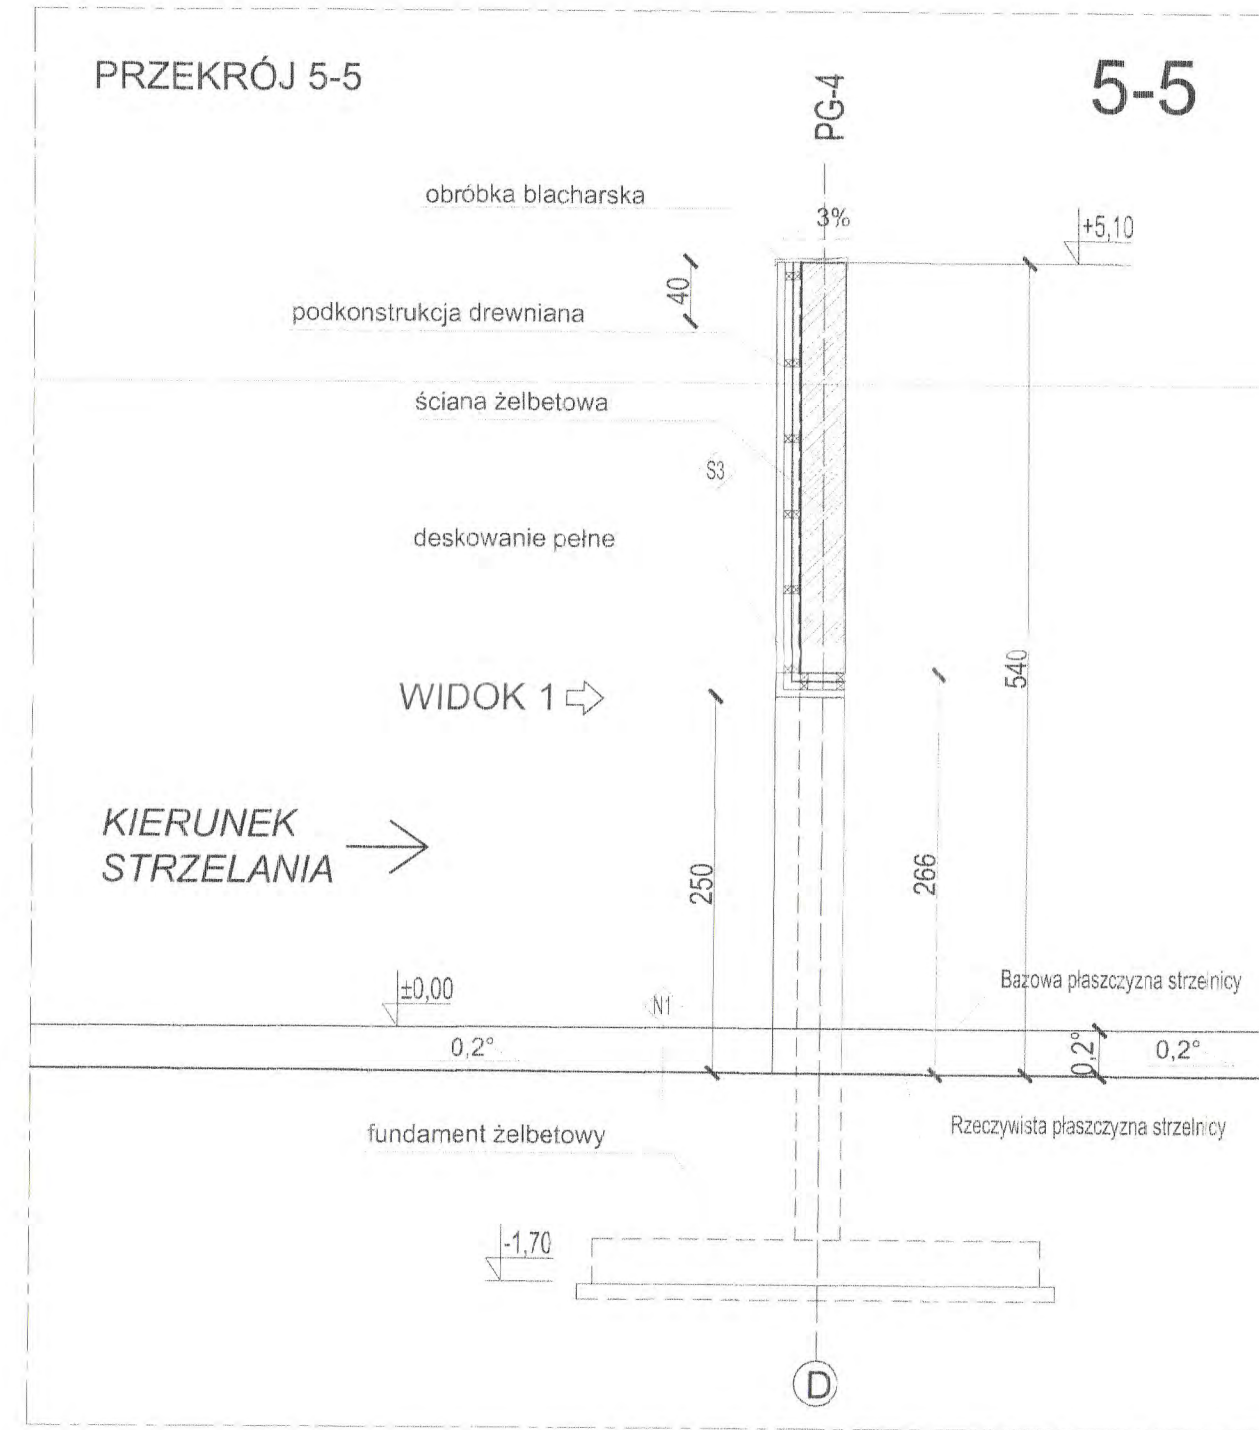 PRZEKRÓJ 5-5
5-5
PG-4
obróbka blacharska
3%
+5,10
40
podkonstrukcja drewniana
ściana żelbetowa
S3
deskowanie pełne
540
WIDOK 1
KIERUNEK
STRZELANIA
250
266
±0,00
N1
Bazowa płaszczyzna strzelnicy
0,2°
0,2°
0,2°
fundament żelbetowy
Rzeczywista płaszczyzna strzelnicy
-1,70
D